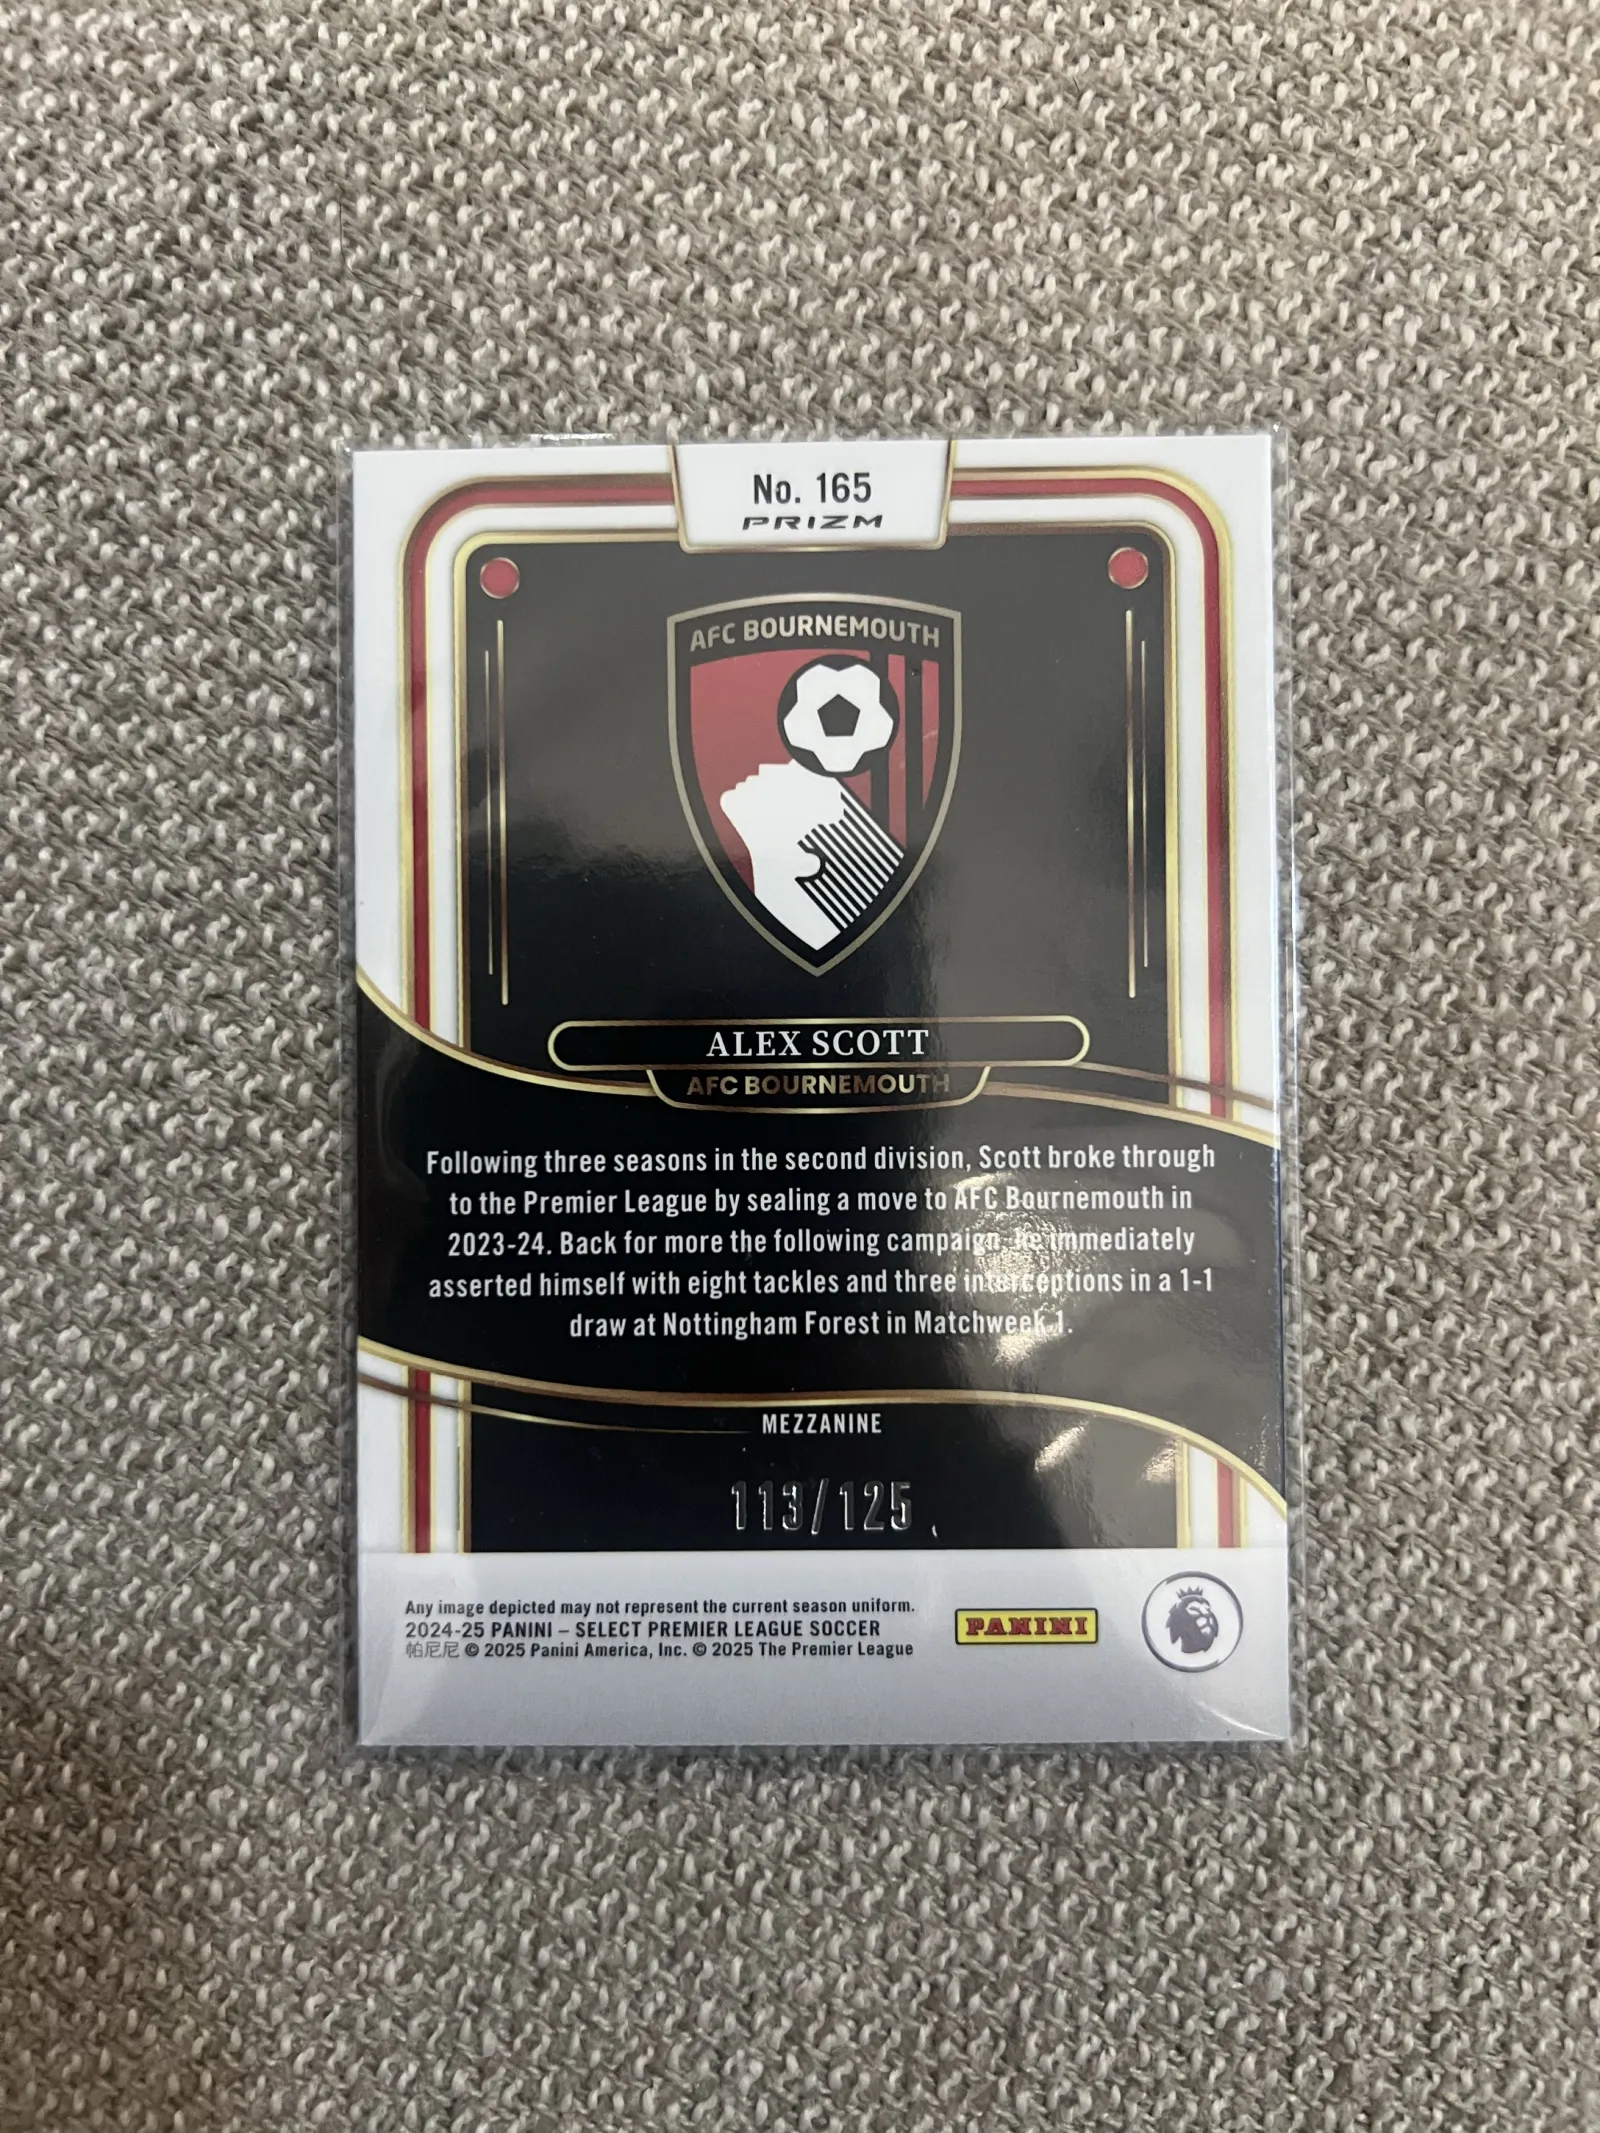 No. 165
PRIZM
AFC BOURNEMOUTH
ALEX SCOTT
AFC BOURNEMOUTH
Following three seasons in the second division, Scott broke through
to the Premier League by sealing a move to AFC Bournemouth in
2023-24. Back for more the following campaign, he immediately
asserted himself with eight tackles and three interceptions in a 1-1
draw at Nottingham Forest in Matchweek 1.
MEZZANINE
113/125
Any image depicted may not represent the current season uniform.
2024-25 PANINI – SELECT PREMIER LEAGUE SOCCER
帕尼尼 © 2025 Panini America, Inc. © 2025 The Premier League
PANINI